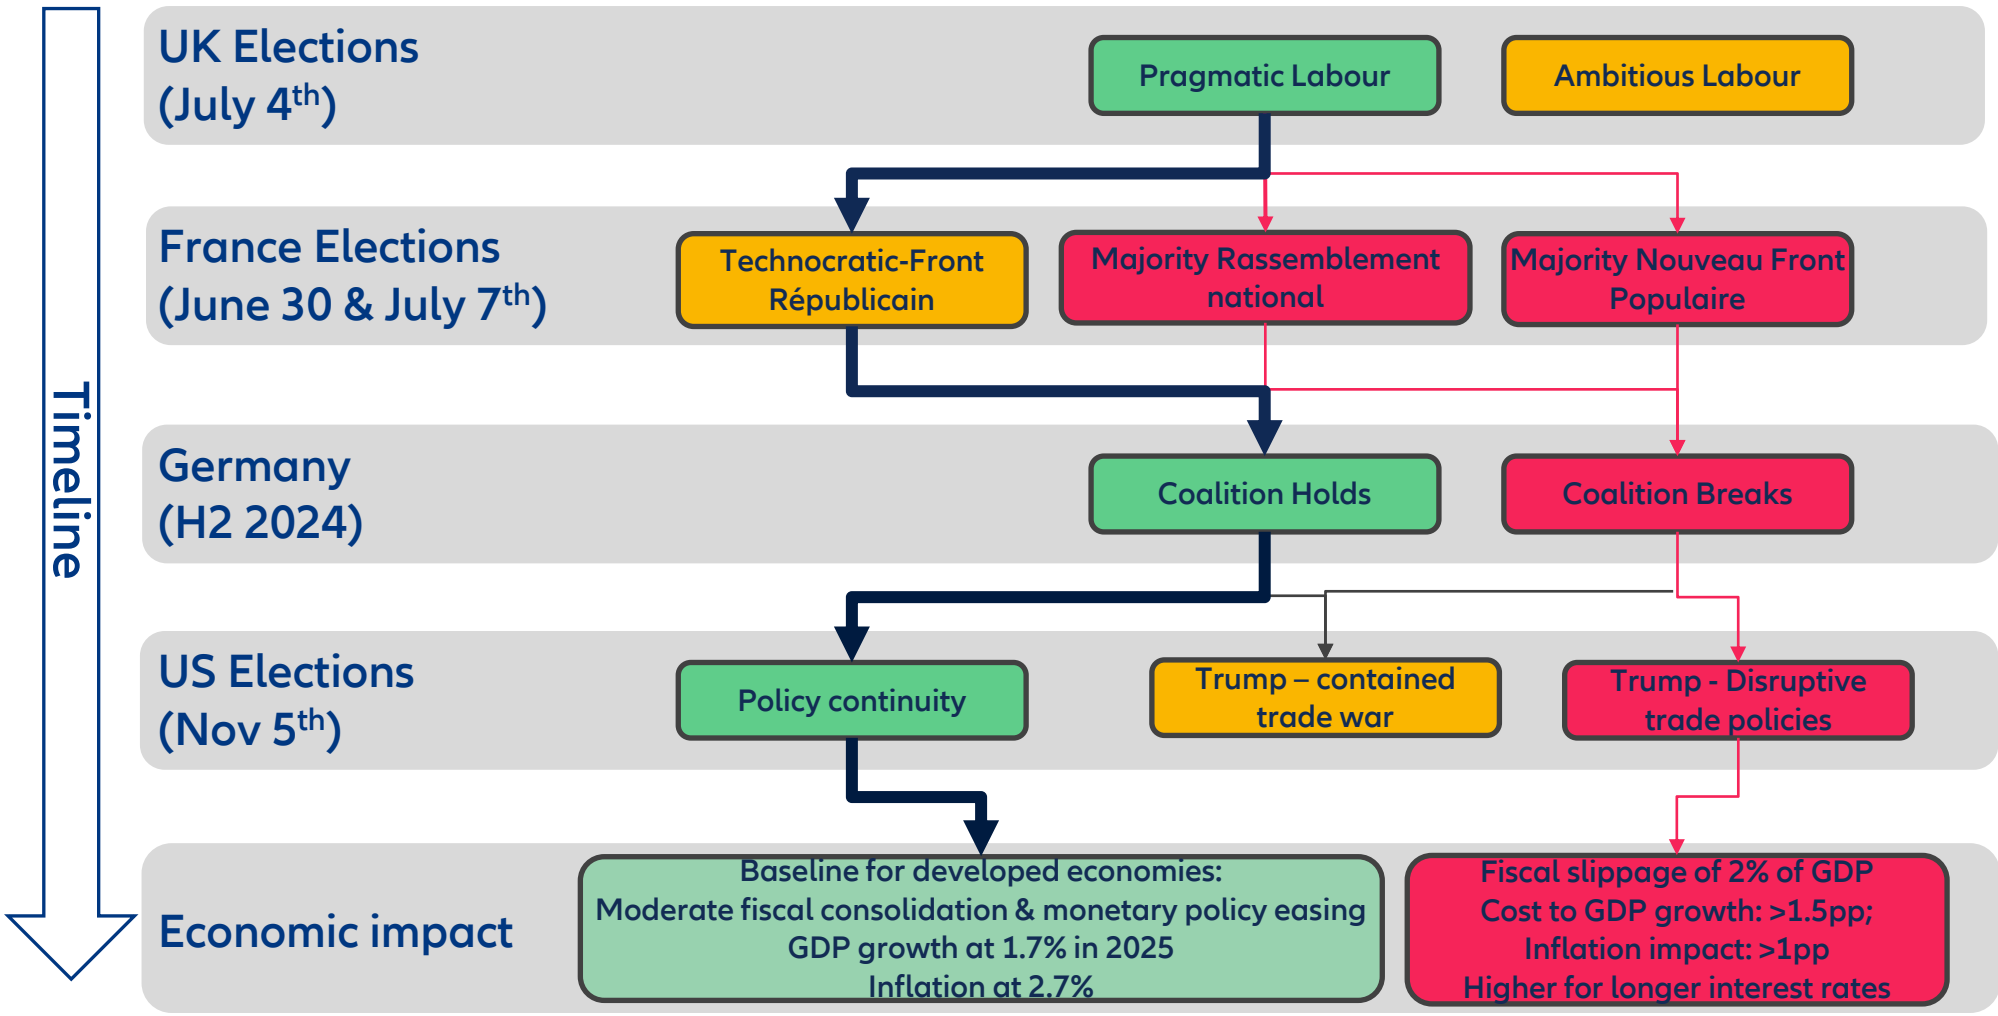 UK Elections
(July 4th)
Pragmatic Labour
Ambitious Labour
France Elections
(June 30 & July 7th)
Technocratic-Front
Républicain
Majority Rassemblement
national
Majority Nouveau Front
Populaire
Timeline
Germany
(H2 2024)
Coalition Holds
Coalition Breaks
US Elections
(Nov 5th)
Policy continuity
Trump – contained
trade war
Trump - Disruptive
trade policies
Economic impact
Baseline for developed economies:
Moderate fiscal consolidation & monetary policy easing
GDP growth at 1.7% in 2025
Inflation at 2.7%
Fiscal slippage of 2% of GDP
Cost to GDP growth: >1.5pp;
Inflation impact: >1pp
Higher for longer interest rates